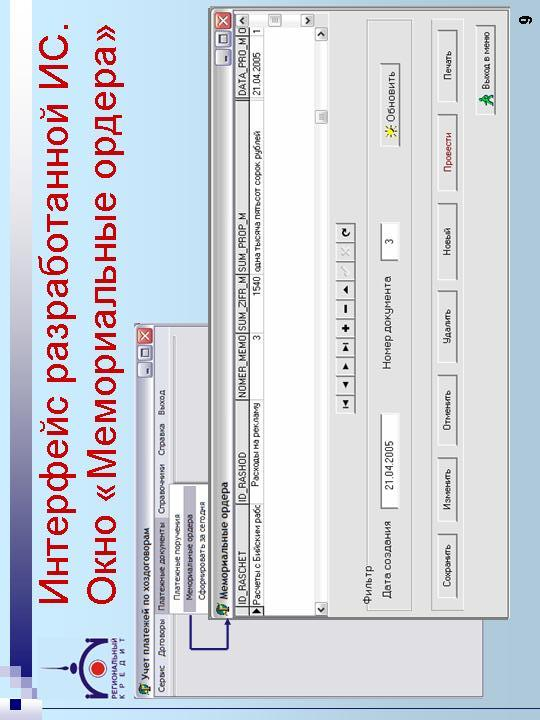 Интерфейс разработанной ИС.
Окно «Мемориальные ордера»
РЕГИОНАЛЬНЫЙ
КРЕДИТ
Учет платежей по хоздоговорам
Сервис Договоры Платежные документы Справочники Справка Выход
Платежные поручения
Мемориальные ордера
Сформировать за сегодня
Мемориальные ордера
ID_RASCHET ID_RASHOD NOMER_MEMO SUM_ZIFR_M SUM_PROP_M DATA_PRO_M
Расчеты с Бийским рабс Расходы на рекламу 3 1540 одна тысяча пятьсот сорок рублей 21.04.2005 1
Фильтр
Дата создания 21.04.2005 Номер документа 3 Обновить
Сохранить Изменить Отменить Удалить Новый Провести Печать
Выход в меню
9